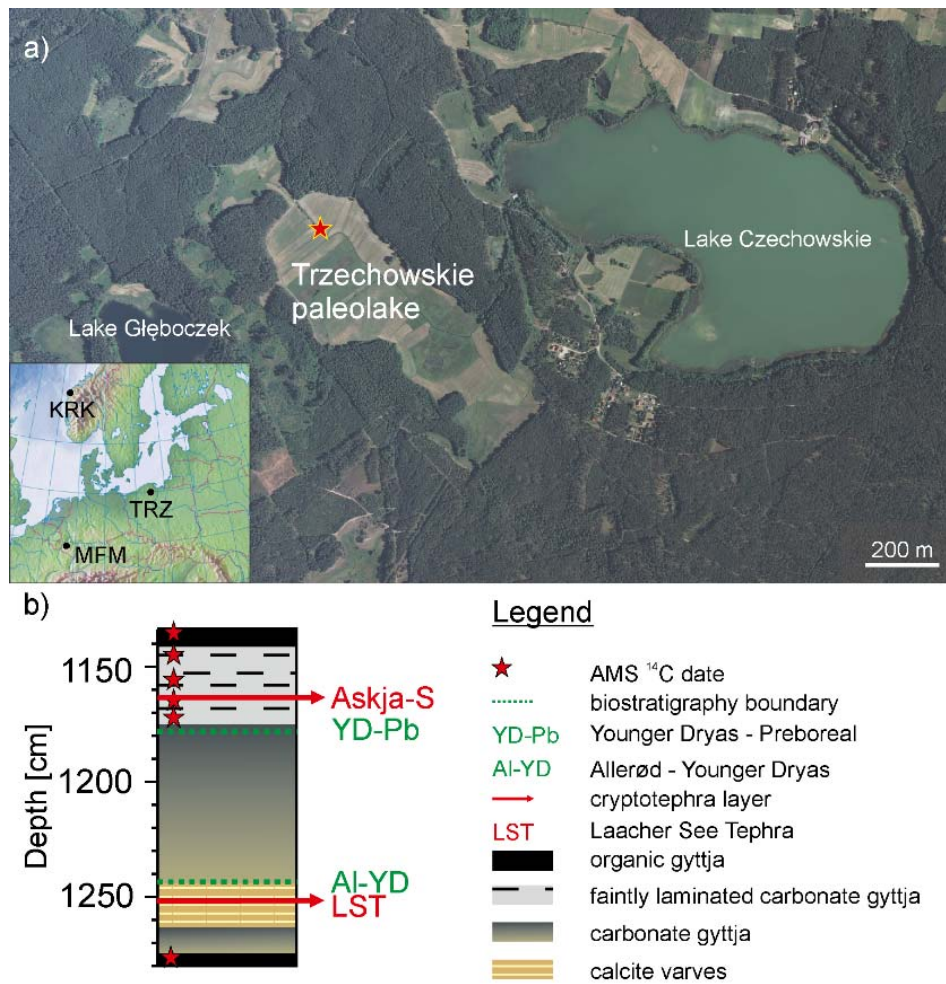 a)
Lake Czechowskie
Trzechowskie
paleolake
Lake Głęboczek
KRK
TRZ
MFM
200 m
b)
Depth [cm]
1150
1200
1250
Askja-S
YD-Pb
Al-YD
LST
Legend
AMS ¹⁴C date
biostratigraphy boundary
YD-Pb Younger Dryas - Preboreal
Al-YD Allerød - Younger Dryas
cryptotephra layer
LST Laacher See Tephra
organic gyttja
faintly laminated carbonate gyttja
carbonate gyttja
calcite varves